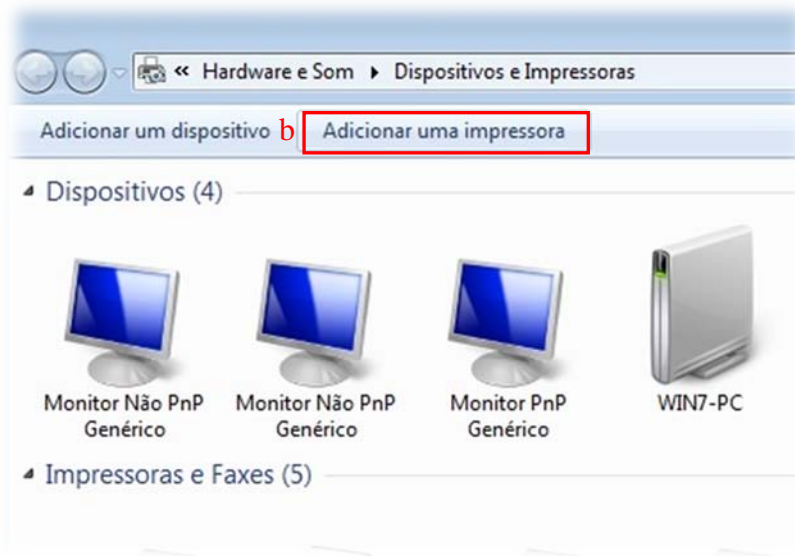 « Hardware e Som ▸ Dispositivos e Impressoras
Adicionar um dispositivo b Adicionar uma impressora
Dispositivos (4)
Monitor Não PnP Genérico
Monitor Não PnP Genérico
Monitor PnP Genérico
WIN7-PC
Impressoras e Faxes (5)